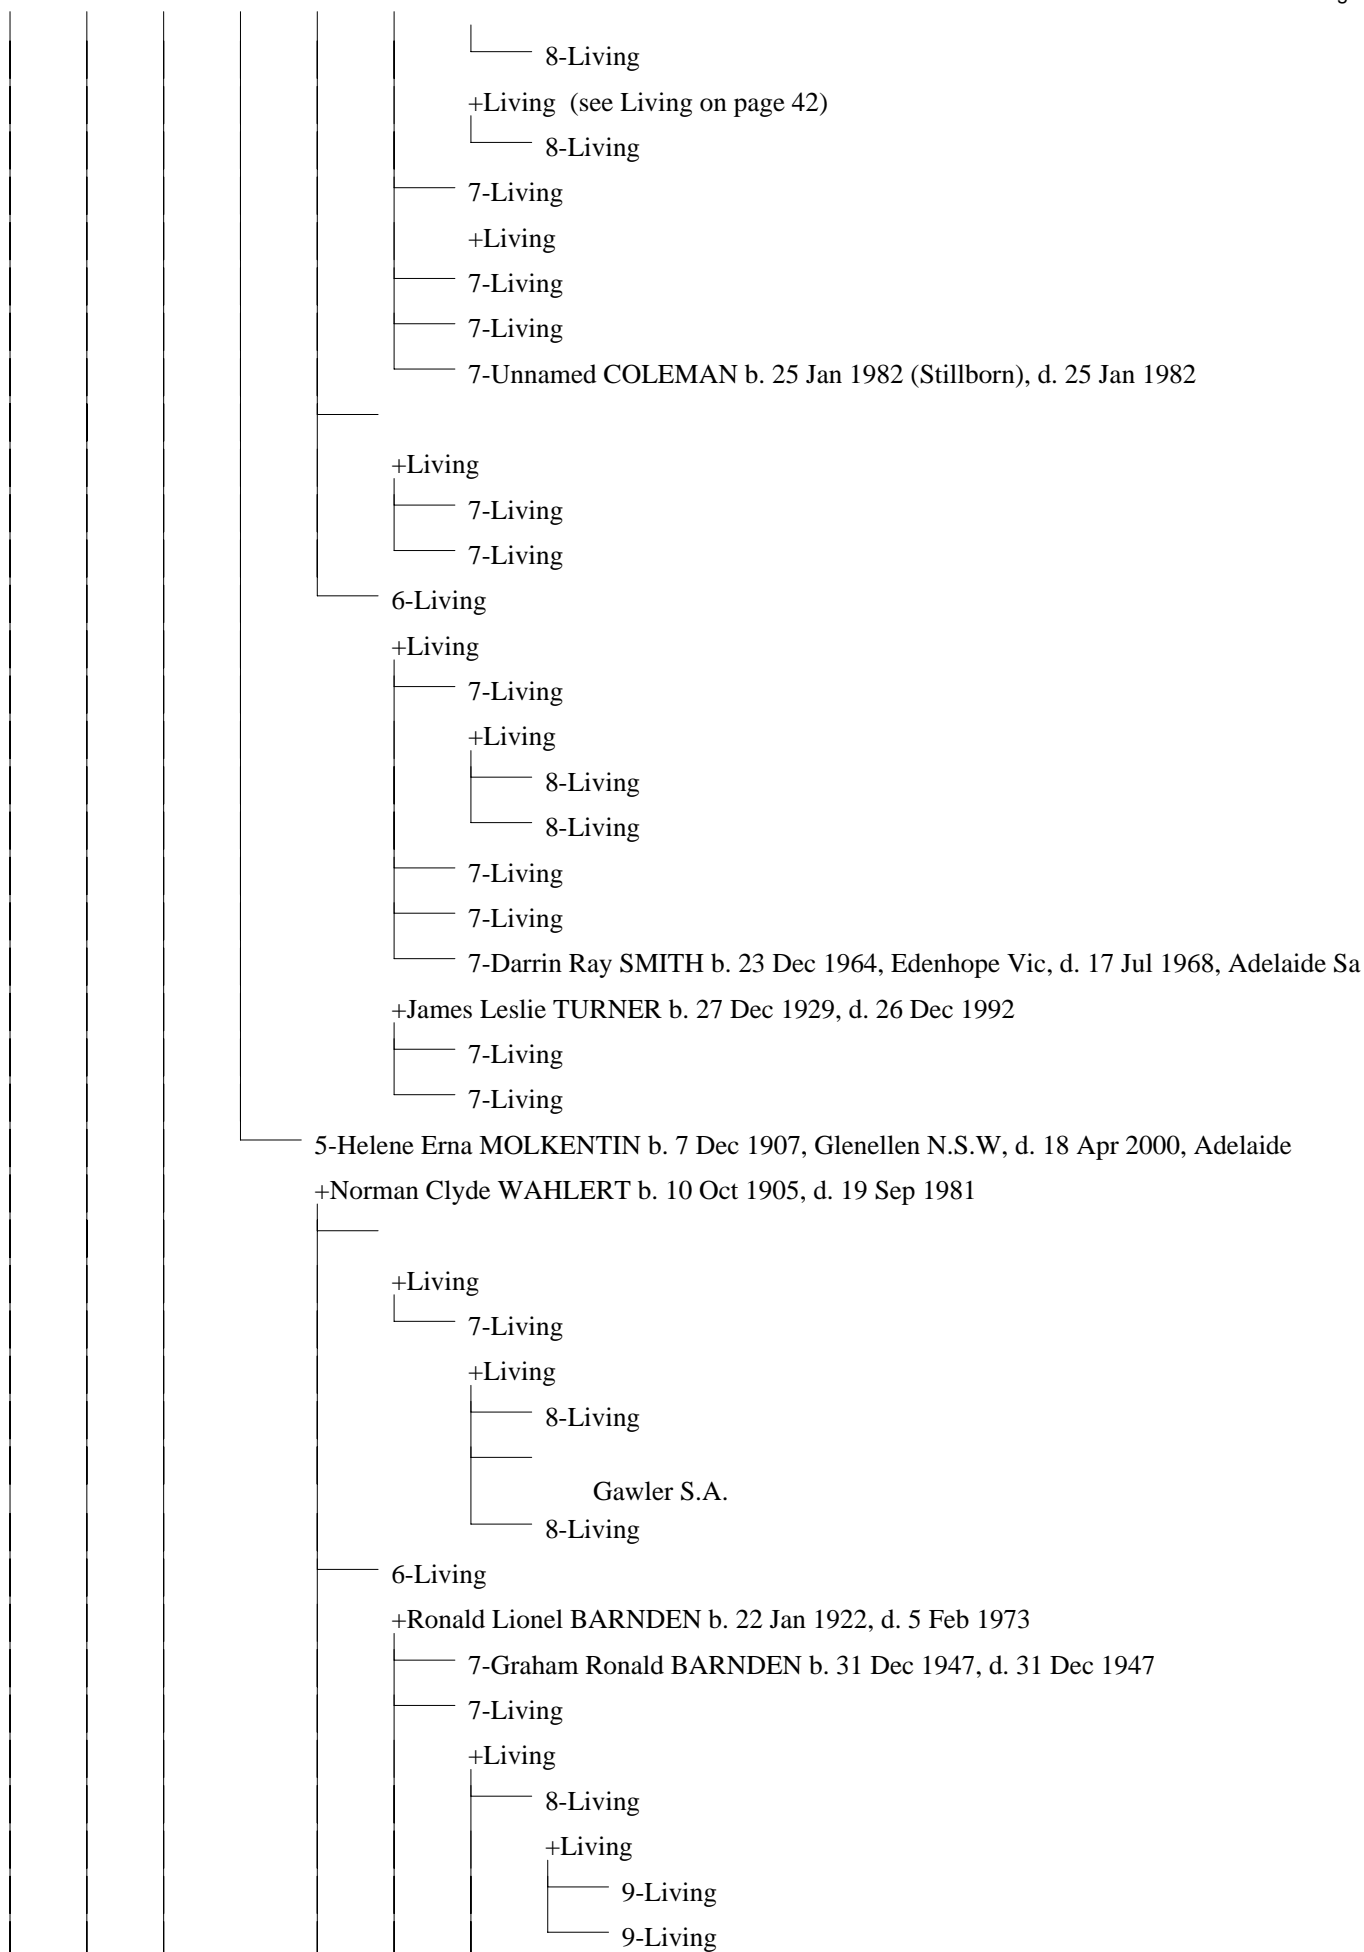 8-Living
+Living (see Living on page 42)
8-Living
7-Living
+Living
7-Living
7-Living
7-Unnamed COLEMAN b. 25 Jan 1982 (Stillborn), d. 25 Jan 1982
+Living
7-Living
7-Living
6-Living
+Living
7-Living
+Living
8-Living
8-Living
7-Living
7-Living
7-Darrin Ray SMITH b. 23 Dec 1964, Edenhope Vic, d. 17 Jul 1968, Adelaide Sa
+James Leslie TURNER b. 27 Dec 1929, d. 26 Dec 1992
7-Living
7-Living
5-Helene Erna MOLKENTIN b. 7 Dec 1907, Glenellen N.S.W, d. 18 Apr 2000, Adelaide
+Norman Clyde WAHLERT b. 10 Oct 1905, d. 19 Sep 1981
+Living
7-Living
+Living
8-Living
Gawler S.A.
8-Living
6-Living
+Ronald Lionel BARNDEN b. 22 Jan 1922, d. 5 Feb 1973
7-Graham Ronald BARNDEN b. 31 Dec 1947, d. 31 Dec 1947
7-Living
+Living
8-Living
+Living
9-Living
9-Living